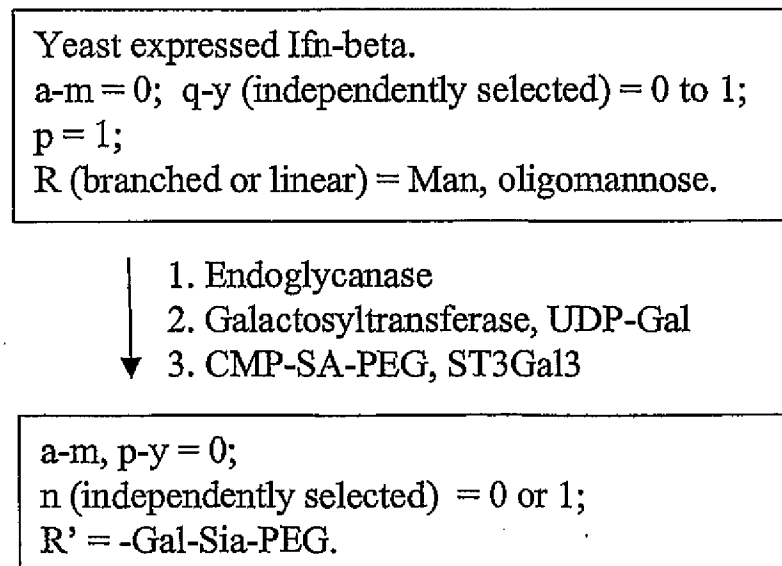 Yeast expressed Ifn-beta.
a-m = 0; q-y (independently selected) = 0 to 1;
p = 1;
R (branched or linear) = Man, oligomannose.
1. Endoglycanase
2. Galactosyltransferase, UDP-Gal
3. CMP-SA-PEG, ST3Gal3
a-m, p-y = 0;
n (independently selected) = 0 or 1;
R' = -Gal-Sia-PEG.